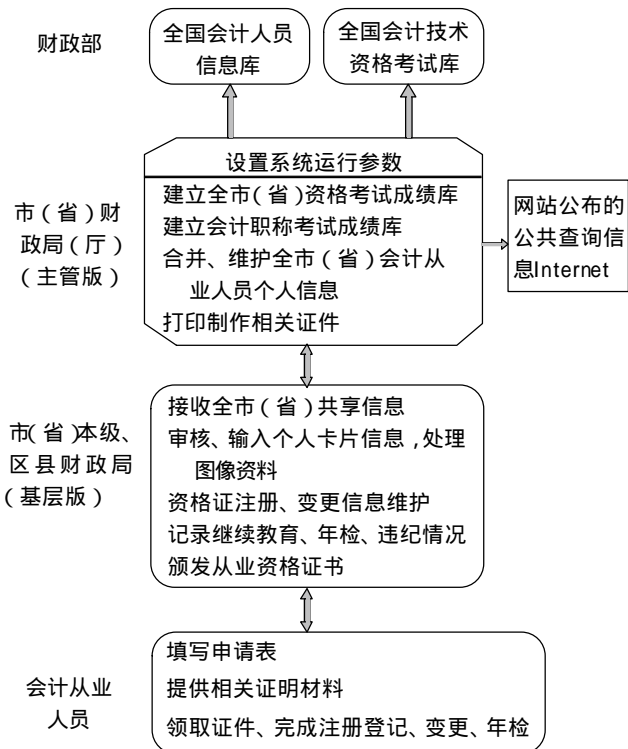 财政部
全国会计人员
信息库
全国会计技术
资格考试库
市(省)财
政局(厅)
(主管版)
设置系统运行参数
建立全市(省)资格考试成绩库
建立会计职称考试成绩库
合并、维护全市(省)会计从
业人员个人信息
打印制作相关证件
网站公布的
公共查询信
息Internet
市(省)本级、
区县财政局
(基层版)
接收全市(省)共享信息
审核、输入个人卡片信息,处理
图像资料
资格证注册、变更信息维护
记录继续教育、年检、违纪情况
颁发从业资格证书
会计从业
人员
填写申请表
提供相关证明材料
领取证件、完成注册登记、变更、年检